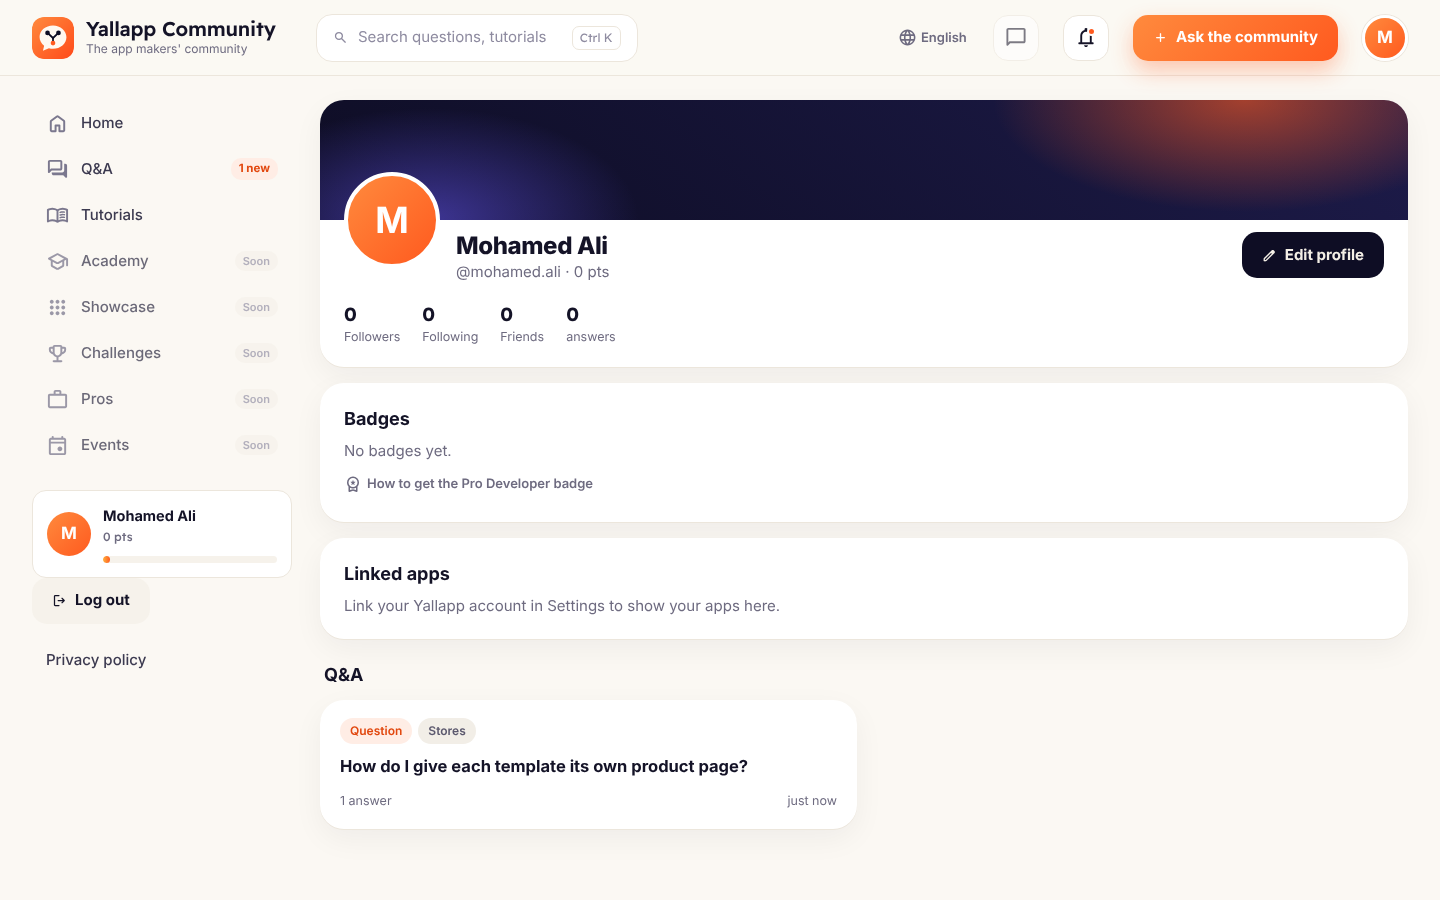 Yallapp Community
The app makers' community
Search questions, tutorials
Ctrl K
English
Ask the community
M
Home
Q&A
1 new
Tutorials
Academy
Soon
Showcase
Soon
Challenges
Soon
Pros
Soon
Events
Soon
M
Mohamed Ali
0 pts
Log out
Privacy policy
M
Mohamed Ali
@mohamed.ali · 0 pts
Edit profile
0
Followers
0
Following
0
Friends
0
answers
Badges
No badges yet.
How to get the Pro Developer badge
Linked apps
Link your Yallapp account in Settings to show your apps here.
Q&A
Question
Stores
How do I give each template its own product page?
1 answer
just now